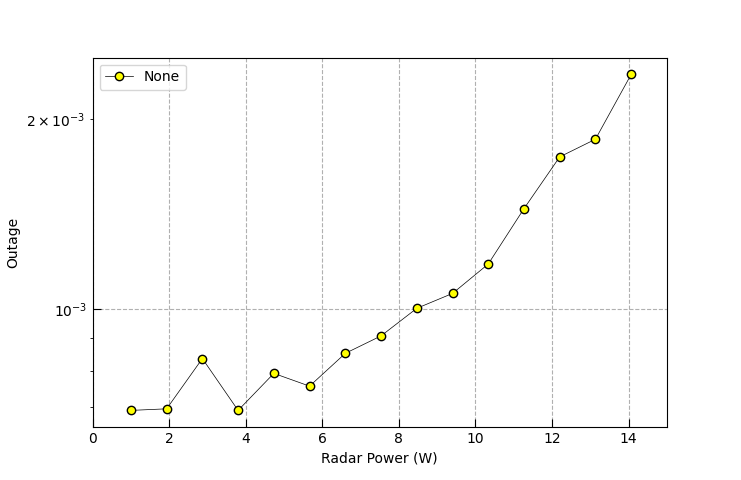 None
2 × 10⁻³
10⁻³
Outage
0 2 4 6 8 10 12 14
Radar Power (W)